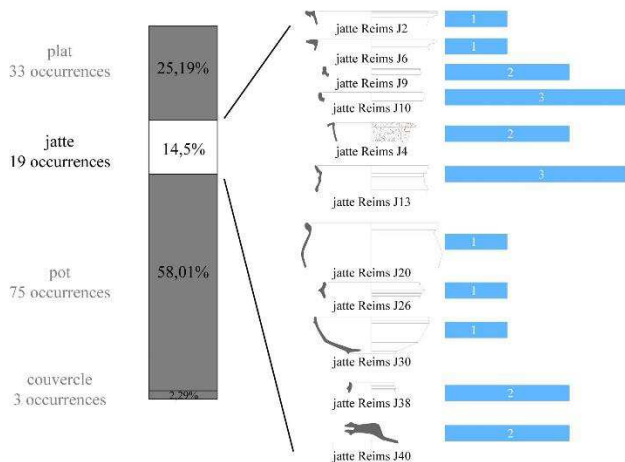 plat
33 occurrences
25,19%
jatte
19 occurrences
14,5%
pot
75 occurrences
58,01%
couvercle
3 occurrences
2,29%
jatte Reims J2
1
jatte Reims J6
1
jatte Reims J9
2
jatte Reims J10
3
jatte Reims J4
2
jatte Reims J13
3
jatte Reims J20
1
jatte Reims J26
1
jatte Reims J30
1
jatte Reims J38
2
jatte Reims J40
2